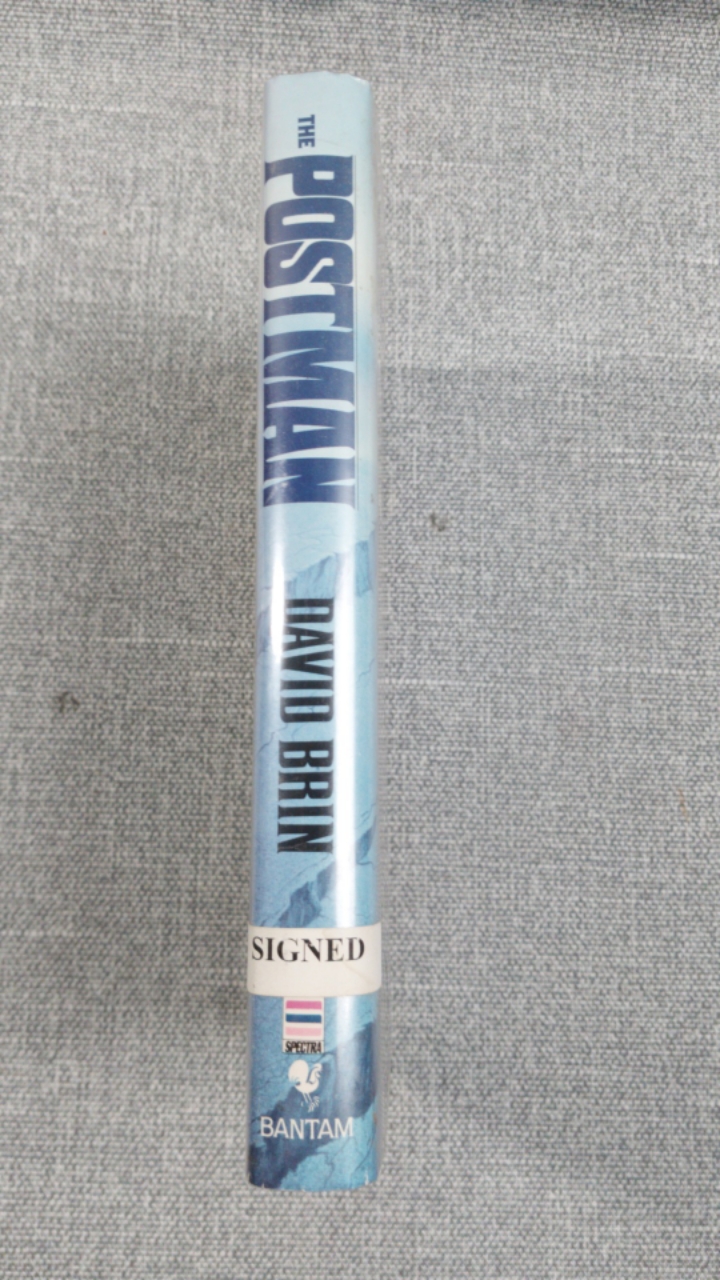 THE
POSTMAN
DAVID BRIN
SIGNED
SPECTRA
BANTAM